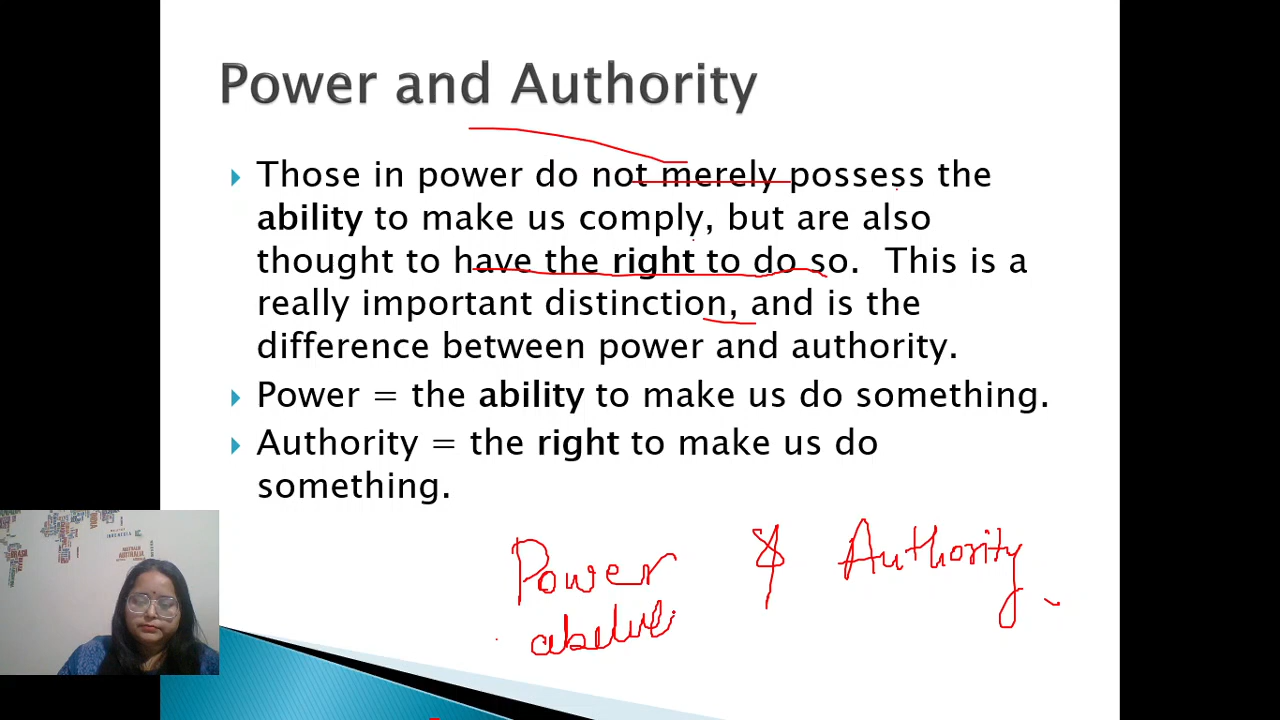 Power and Authority
Those in power do not merely possess the
ability to make us comply, but are also
thought to have the right to do so. This is a
really important distinction, and is the
difference between power and authority.
Power = the ability to make us do something.
Authority = the right to make us do
something.
Power & Authority